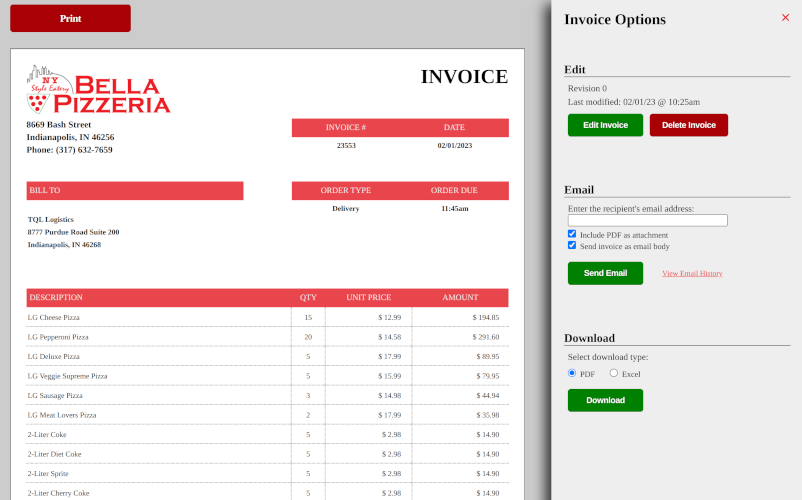 Print
NY
Style Eatery
BELLA
PIZZERIA
INVOICE
8669 Bash Street
Indianapolis, IN 46256
Phone: (317) 632-7659
INVOICE # DATE
23553 02/01/2023
BILL TO
ORDER TYPE ORDER DUE
Delivery 11:45am
TQL Logistics
8777 Purdue Road Suite 200
Indianapolis, IN 46268
DESCRIPTION QTY UNIT PRICE AMOUNT
LG Cheese Pizza 15 $ 12.99 $ 194.85
LG Pepperoni Pizza 20 $ 14.58 $ 291.60
LG Deluxe Pizza 5 $ 17.99 $ 89.95
LG Veggie Supreme Pizza 5 $ 15.99 $ 79.95
LG Sausage Pizza 3 $ 14.98 $ 44.94
LG Meat Lovers Pizza 2 $ 17.99 $ 35.98
2-Liter Coke 5 $ 2.98 $ 14.90
2-Liter Diet Coke 5 $ 2.98 $ 14.90
2-Liter Sprite 5 $ 2.98 $ 14.90
2-Liter Cherry Coke 5 $ 2.98 $ 14.90
Invoice Options
Edit
Revision 0
Last modified: 02/01/23 @ 10:25am
Edit Invoice Delete Invoice
Email
Enter the recipient's email address:
Include PDF as attachment
Send invoice as email body
Send Email View Email History
Download
Select download type:
PDF Excel
Download